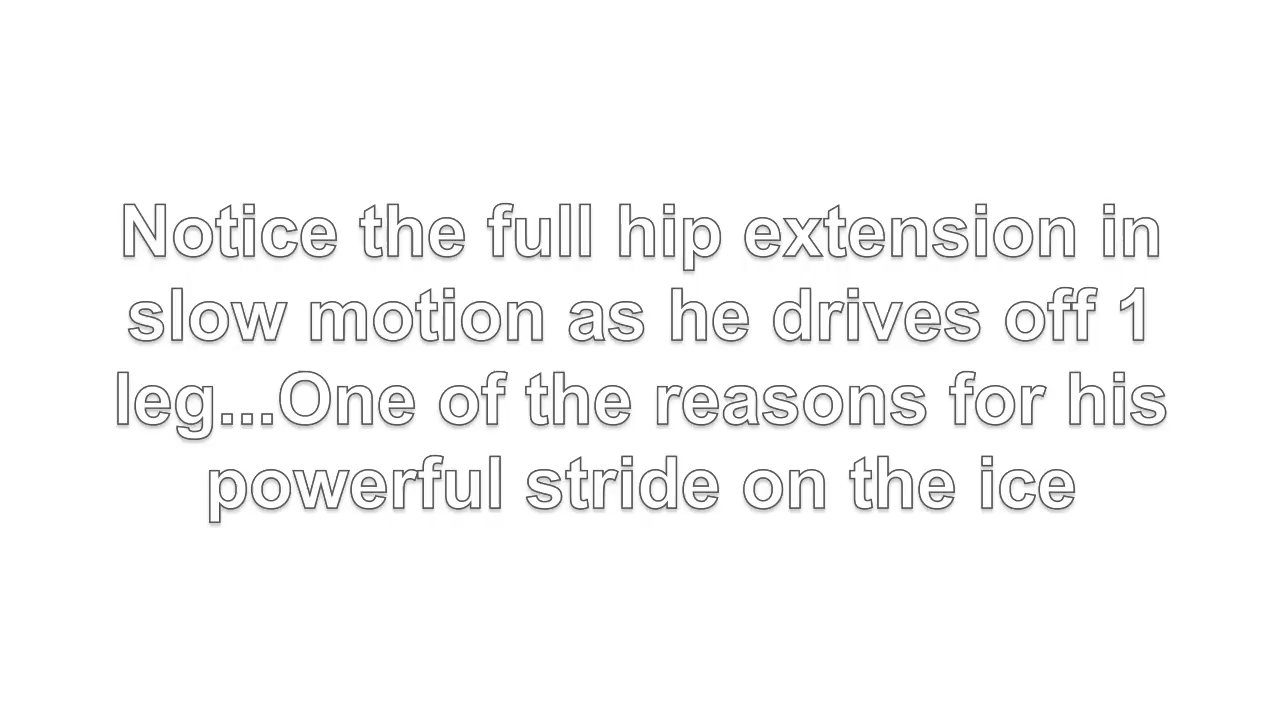 Notice the full hip extension in
slow motion as he drives off 1
leg...One of the reasons for his
powerful stride on the ice